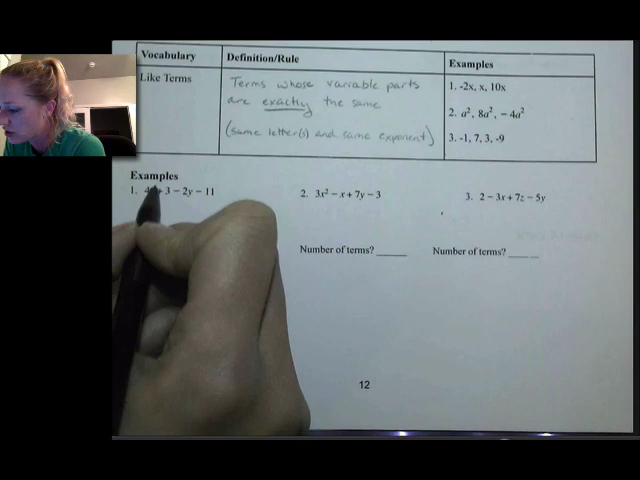 Vocabulary
Definition/Rule
Examples
Like Terms
Terms whose variable parts
are exactly the same
(same letter(s) and same exponent)
1. -2x, x, 10x
2. a², 8a², −4a²
3. -1, 7, 3, -9
Examples
1. + 3 − 2y − 11
2. 3x² − x + 7y − 3
3. 2 − 3x + 7z − 5y
Number of terms? ______
Number of terms? ______
12